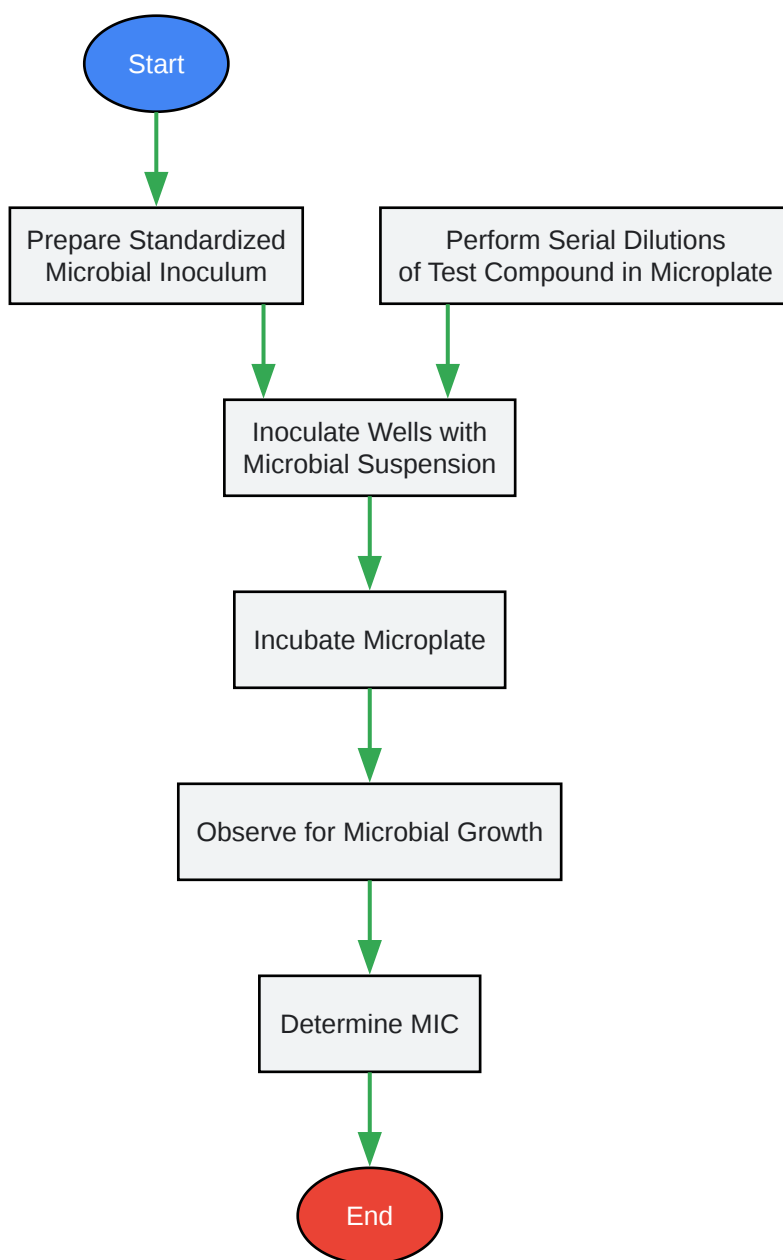 Start
Prepare Standardized
Microbial Inoculum
Perform Serial Dilutions
of Test Compound in Microplate
Inoculate Wells with
Microbial Suspension
Incubate Microplate
Observe for Microbial Growth
Determine MIC
End